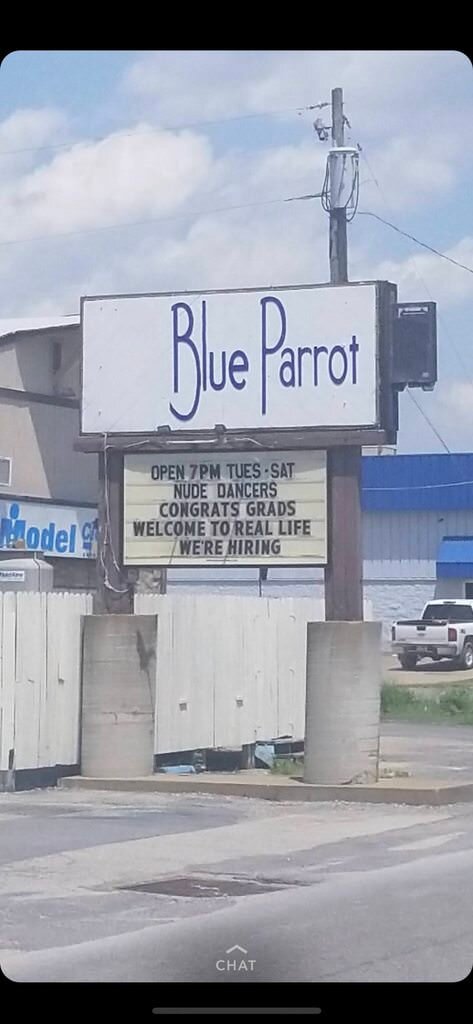 Blue Parrot
OPEN 7PM TUES-SAT
NUDE DANCERS
CONGRATS GRADS
WELCOME TO REAL LIFE
WE'RE HIRING
Model
CHAT